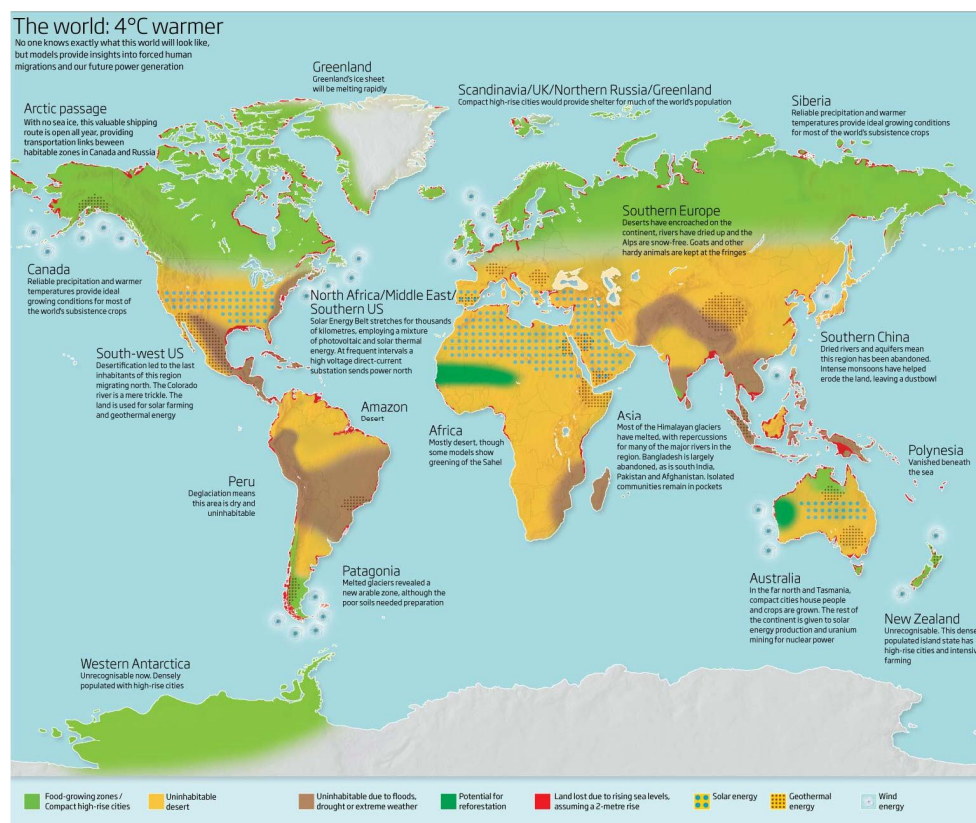 The world: 4°C warmer
No one knows exactly what this world will look like,
but models provide insights into forced human
migrations and our future power generation
Greenland
Greenland's ice sheet
will be melting rapidly
Scandinavia/UK/Northern Russia/Greenland
Compact high-rise cities would provide shelter for much of the world's population
Siberia
Reliable precipitation and warmer
temperatures provide ideal growing conditions
for most of the world's subsistence crops
Arctic passage
With no sea ice, this valuable shipping
route is open all year, providing
transportation links beween
habitable zones in Canada and Russia
Southern Europe
Deserts have encroached on the
continent, rivers have dried up and the
Alps are snow-free. Goats and other
hardy animals are kept at the fringes
Canada
Reliable precipitation and warmer
temperatures provide ideal
growing conditions for most of
the world's subsistence crops
North Africa/Middle East/
Southern US
Solar Energy Belt stretches for thousands
of kilometres, employing a mixture
of photovoltaic and solar thermal
energy. At frequent intervals a
high voltage direct-current
substation sends power north
Southern China
Dried rivers and aquifers mean
this region has been abandoned.
Intense monsoons have helped
erode the land, leaving a dustbowl
South-west US
Desertification led to the last
inhabitants of this region
migrating north. The Colorado
river is a mere trickle. The
land is used for solar farming
and geothermal energy
Amazon
Desert
Africa
Mostly desert, though
some models show
greening of the Sahel
Asia
Most of the Himalayan glaciers
have melted, with repercussions
for many of the major rivers in the
region. Bangladesh is largely
abandoned, as is south India,
Pakistan and Afghanistan. Isolated
communities remain in pockets
Polynesia
Vanished beneath
the sea
Peru
Deglaciation means
this area is dry and
uninhabitable
Patagonia
Melted glaciers revealed a
new arable zone, although the
poor soils needed preparation
Australia
In the far north and Tasmania,
compact cities house people
and crops are grown. The rest of
the continent is given to solar
energy production and uranium
mining for nuclear power
New Zealand
Unrecognisable. This dense
populated island state has
high-rise cities and intensiv
farming
Western Antarctica
Unrecognisable now. Densely
populated with high-rise cities
Food-growing zones /
Compact high-rise cities
Uninhabitable
desert
Uninhabitable due to floods,
drought or extreme weather
Potential for
reforestation
Land lost due to rising sea levels,
assuming a 2-metre rise
Solar energy
Geothermal
energy
Wind
energy